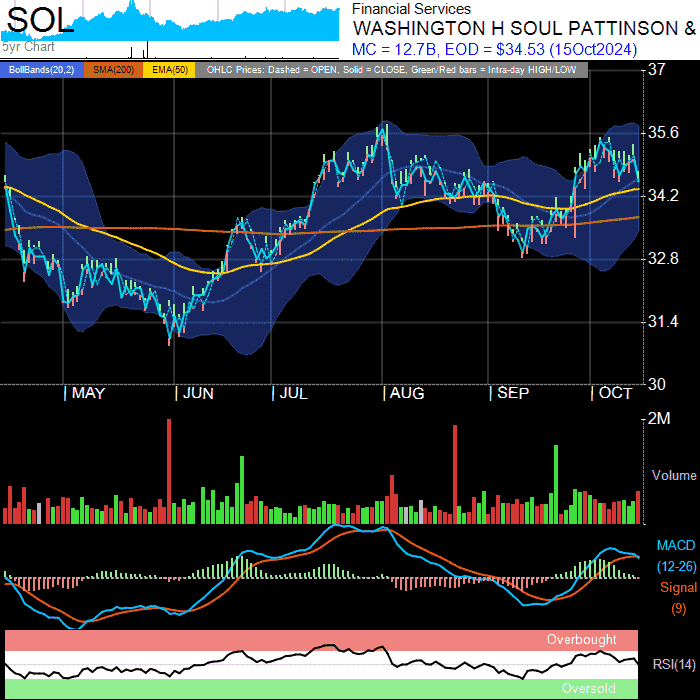 SOL
5yr Chart
Financial Services
WASHINGTON H SOUL PATTINSON &
MC = 12.7B, EOD = $34.53 (15Oct2024)
BollBands(20,2) SMA(200) EMA(50) OHLC Prices: Dashed = OPEN, Solid = CLOSE, Green/Red bars = Intra-day HIGH/LOW
37
35.6
34.2
32.8
31.4
30
MAY JUN JUL AUG SEP OCT
2M
Volume
MACD
(12-26)
Signal
(9)
Overbought
RSI(14)
Oversold